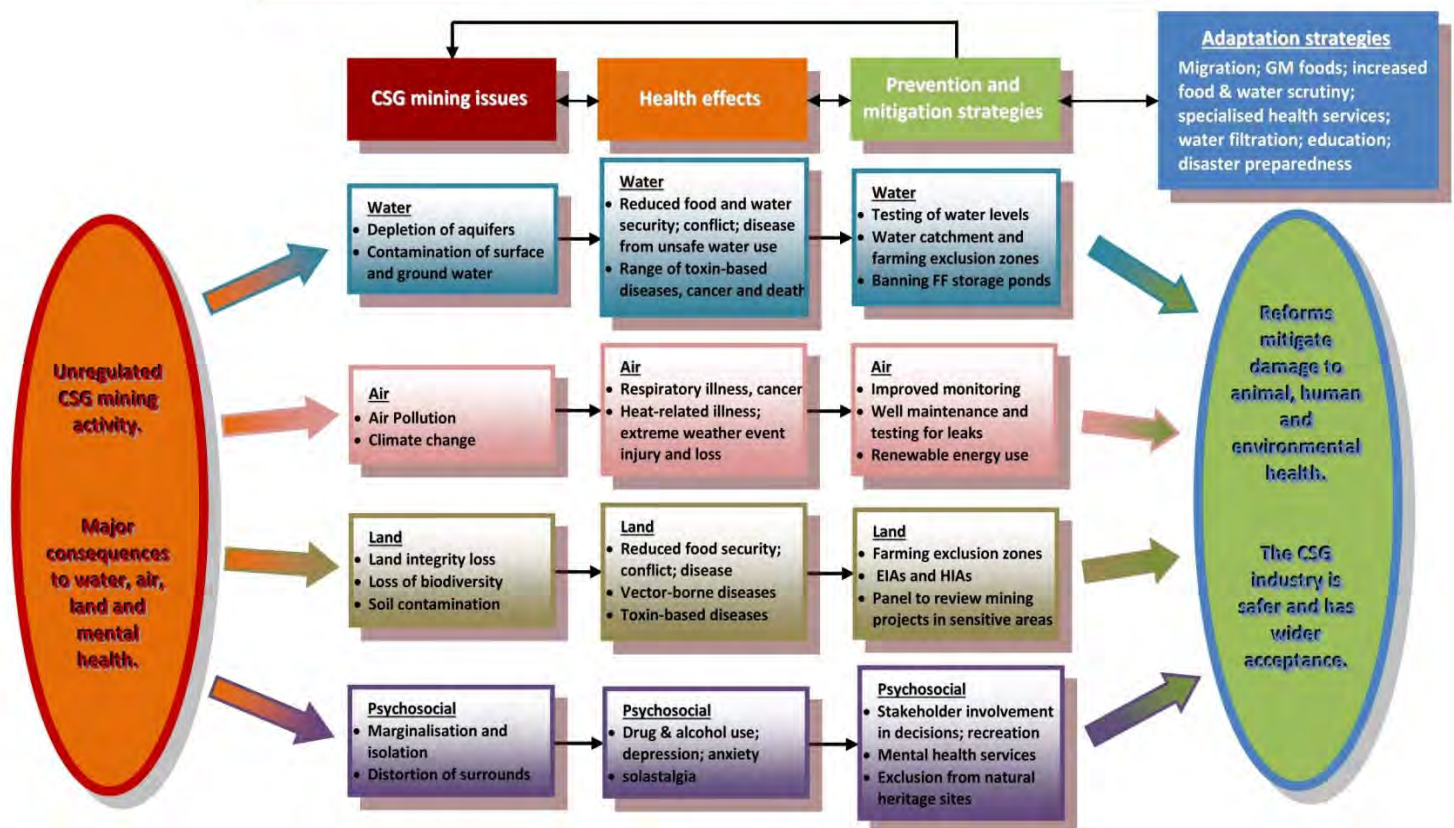 CSG mining issues
Health effects
Prevention and
mitigation strategies
Adaptation strategies
Migration; GM foods; increased
food & water scrutiny;
specialised health services;
water filtration; education;
disaster preparedness
Unregulated
CSG mining
activity.
Major
consequences
to water, air,
land and
mental
health.
Water
• Depletion of aquifers
• Contamination of surface
and ground water
Water
• Reduced food and water
security; conflict; disease
from unsafe water use
• Range of toxin-based
diseases, cancer and death
Water
• Testing of water levels
• Water catchment and
farming exclusion zones
• Banning FF storage ponds
Air
• Air Pollution
• Climate change
Air
• Respiratory illness, cancer
• Heat-related illness;
extreme weather event
injury and loss
Air
• Improved monitoring
• Well maintenance and
testing for leaks
• Renewable energy use
Land
• Land integrity loss
• Loss of biodiversity
• Soil contamination
Land
• Reduced food security;
conflict; disease
• Vector-borne diseases
• Toxin-based diseases
Land
• Farming exclusion zones
• EIAs and HIAs
• Panel to review mining
projects in sensitive areas
Psychosocial
• Marginalisation and
isolation
• Distortion of surrounds
Psychosocial
• Drug & alcohol use;
depression; anxiety
• solastalgia
Psychosocial
• Stakeholder involvement
in decisions; recreation
• Mental health services
• Exclusion from natural
heritage sites
Reforms
mitigate
damage to
animal, human
and
environmental
health.
The CSG
industry is
safer and has
wider
acceptance.